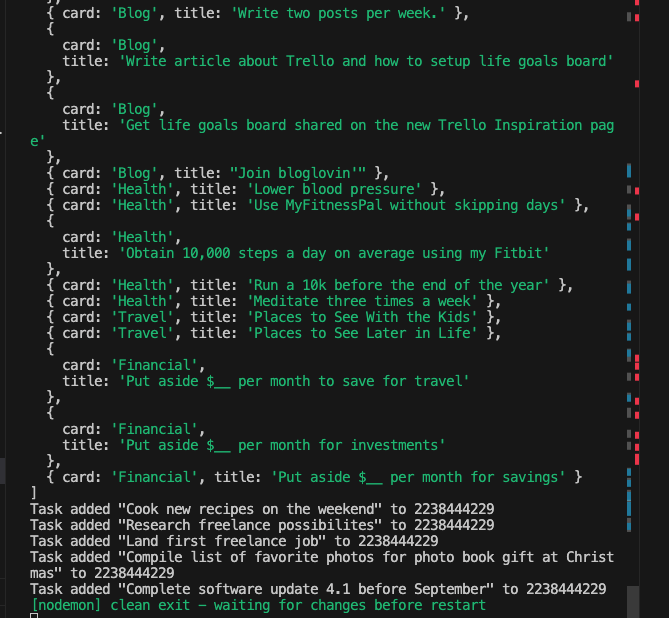 },
{ card: 'Blog', title: 'Write two posts per week.' },
{
card: 'Blog',
title: 'Write article about Trello and how to setup life goals board'
},
{
card: 'Blog',
title: 'Get life goals board shared on the new Trello Inspiration pag
e'
},
{ card: 'Blog', title: "Join bloglovin'" },
{ card: 'Health', title: 'Lower blood pressure' },
{ card: 'Health', title: 'Use MyFitnessPal without skipping days' },
{
card: 'Health',
title: 'Obtain 10,000 steps a day on average using my Fitbit'
},
{ card: 'Health', title: 'Run a 10k before the end of the year' },
{ card: 'Health', title: 'Meditate three times a week' },
{ card: 'Travel', title: 'Places to See With the Kids' },
{ card: 'Travel', title: 'Places to See Later in Life' },
{
card: 'Financial',
title: 'Put aside $__ per month to save for travel'
},
{
card: 'Financial',
title: 'Put aside $__ per month for investments'
},
{ card: 'Financial', title: 'Put aside $__ per month for savings' }
]
Task added "Cook new recipes on the weekend" to 2238444229
Task added "Research freelance possibilites" to 2238444229
Task added "Land first freelance job" to 2238444229
Task added "Compile list of favorite photos for photo book gift at Christ
mas" to 2238444229
Task added "Complete software update 4.1 before September" to 2238444229
[nodemon] clean exit - waiting for changes before restart